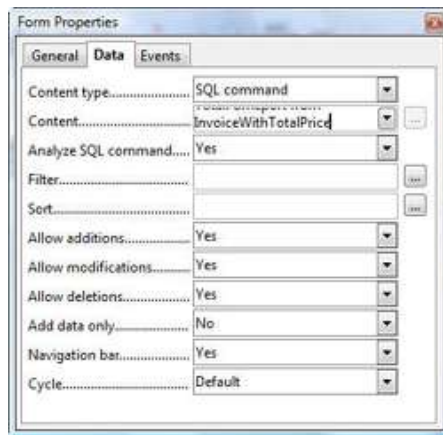 Form Properties
General Data Events
Content type.................... SQL command
Content.......................... from
InvoiceWithTotalPrice
Analyze SQL command..... Yes
Filter...............................
Sort................................
Allow additions................ Yes
Allow modifications.......... Yes
Allow deletions................ Yes
Add data only.................. No
Navigation bar................. Yes
Cycle............................... Default